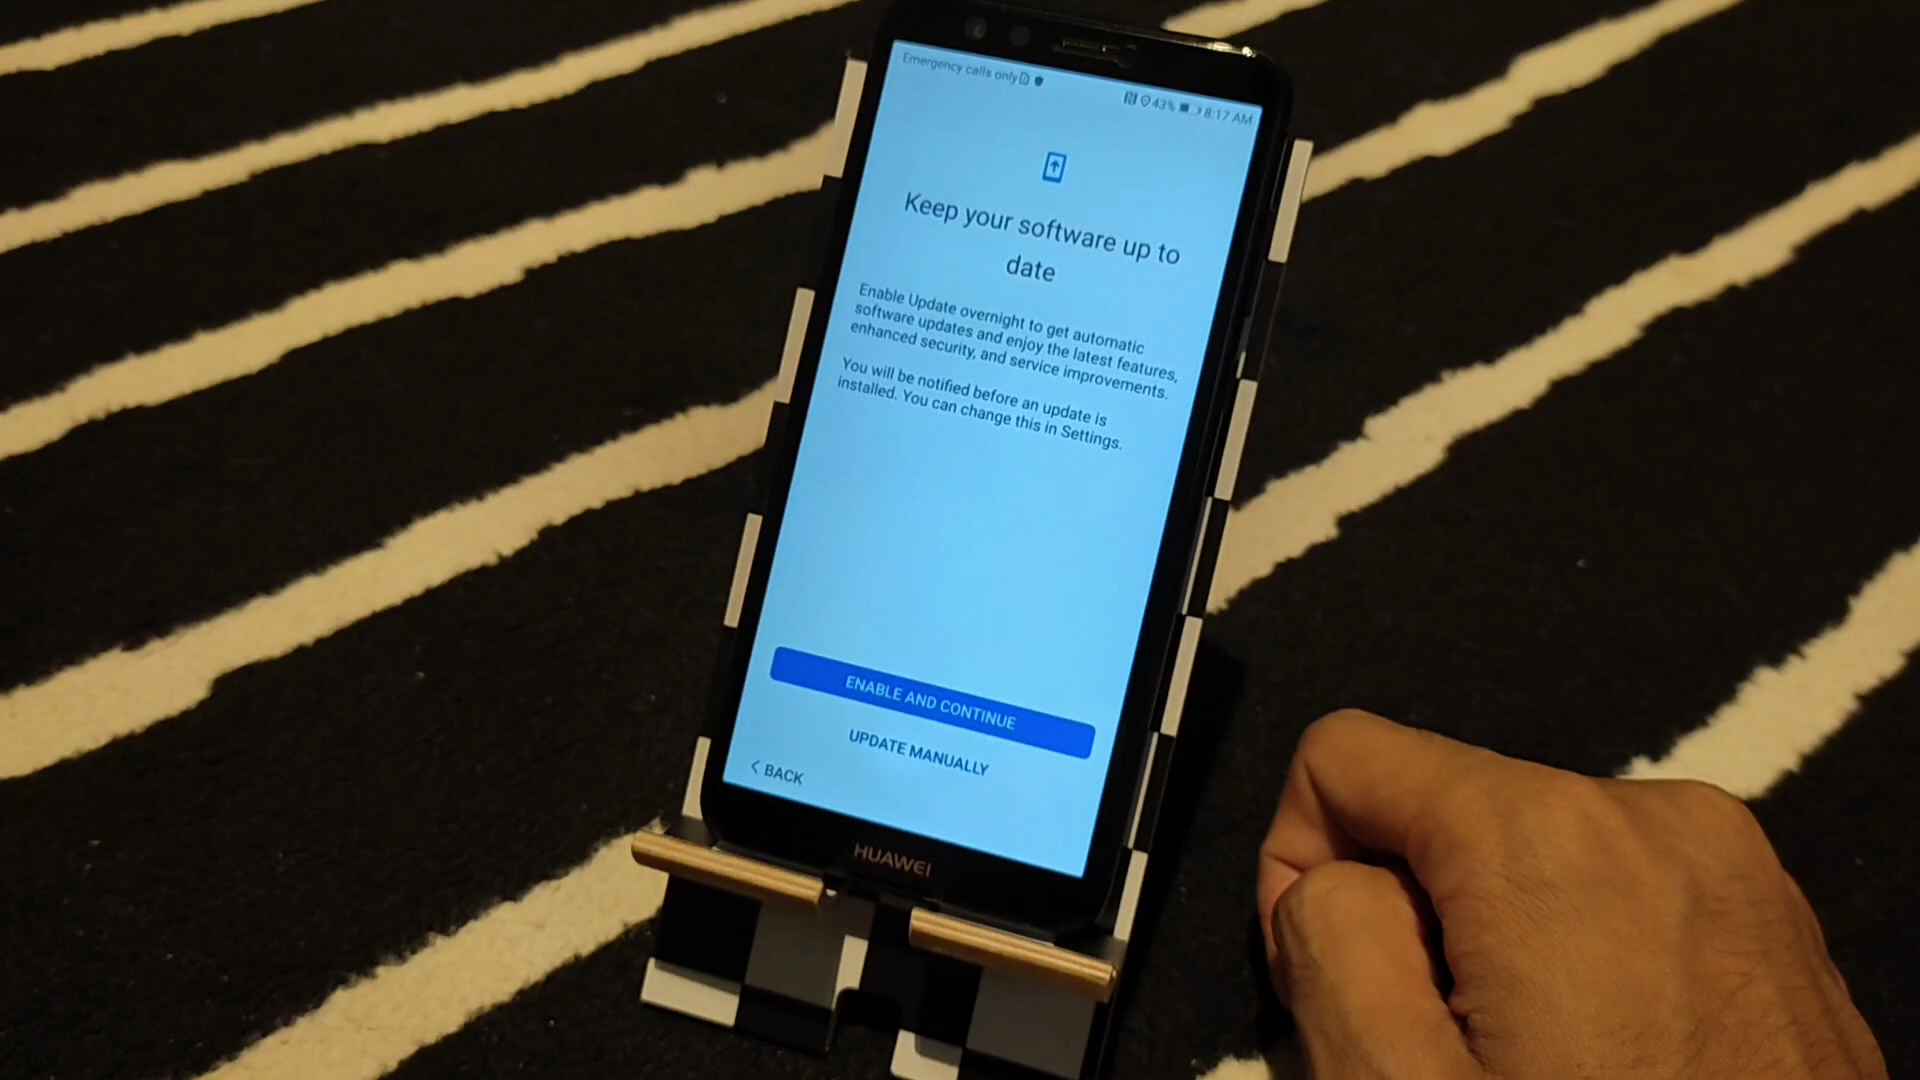 Emergency calls only
43% 8:17 AM
Keep your software up to
date
Enable Update overnight to get automatic
software updates and enjoy the latest features,
enhanced security, and service improvements.
You will be notified before an update is
installed. You can change this in Settings.
ENABLE AND CONTINUE
UPDATE MANUALLY
< BACK
HUAWEI